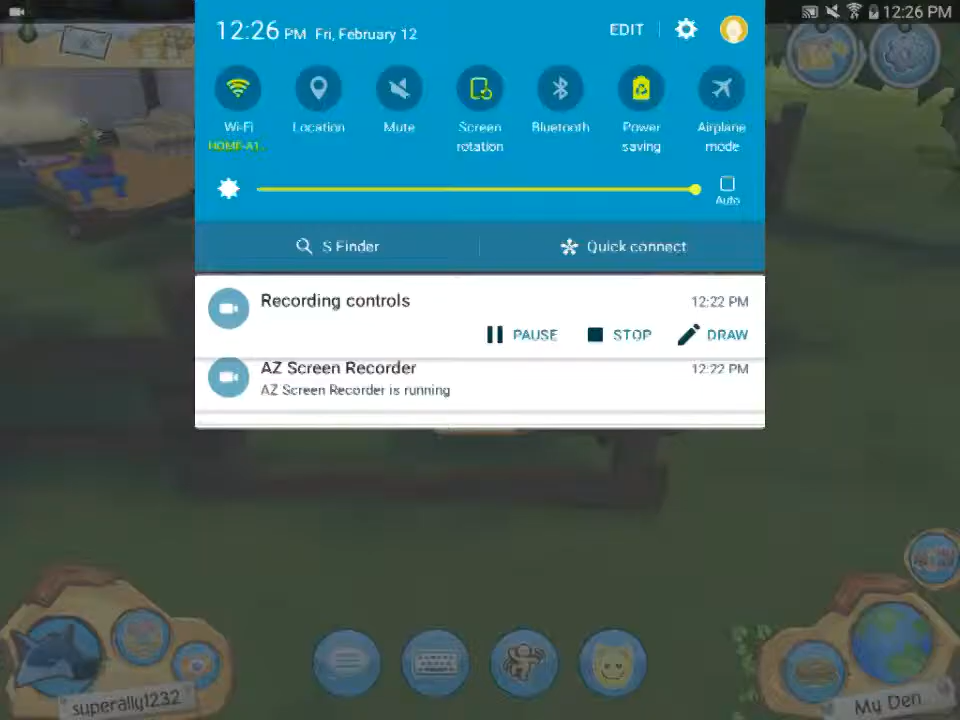 12:26 PM
12:26 PM Fri, February 12
EDIT
Wi-Fi
HOME-A1..
Location
Mute
Screen rotation
Bluetooth
Power saving
Airplane mode
Auto
S Finder
Quick connect
Recording controls
12:22 PM
PAUSE
STOP
DRAW
AZ Screen Recorder
12:22 PM
AZ Screen Recorder is running
superally1232
My Den